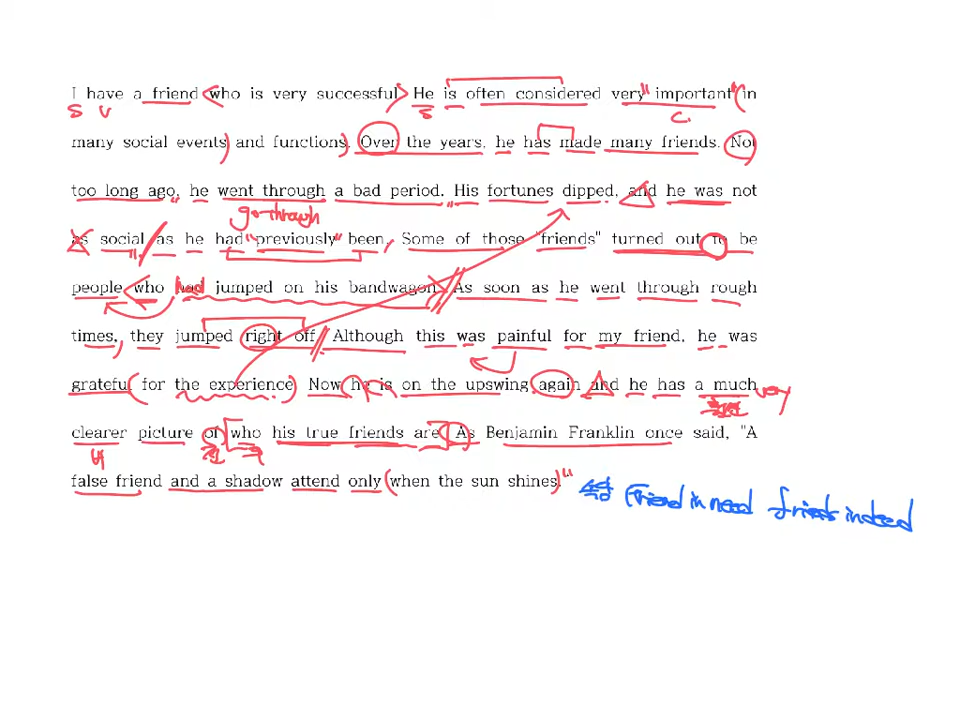 I have a friend who is very successful. He is often considered very important in
S V S C.
many social events and functions. Over the years, he has made many friends. Not
too long ago, he went through a bad period. His fortunes dipped, and he was not
go through
as social as he had previously been. Some of those "friends" turned out to be
people who had jumped on his bandwagon. As soon as he went through rough
times, they jumped right off. Although this was painful for my friend, he was
grateful for the experience. Now he is on the upswing again and he has a much
very
clearer picture of who his true friends are. As Benjamin Franklin once said, "A
false friend and a shadow attend only when the sun shines."
Friend in need friends indeed